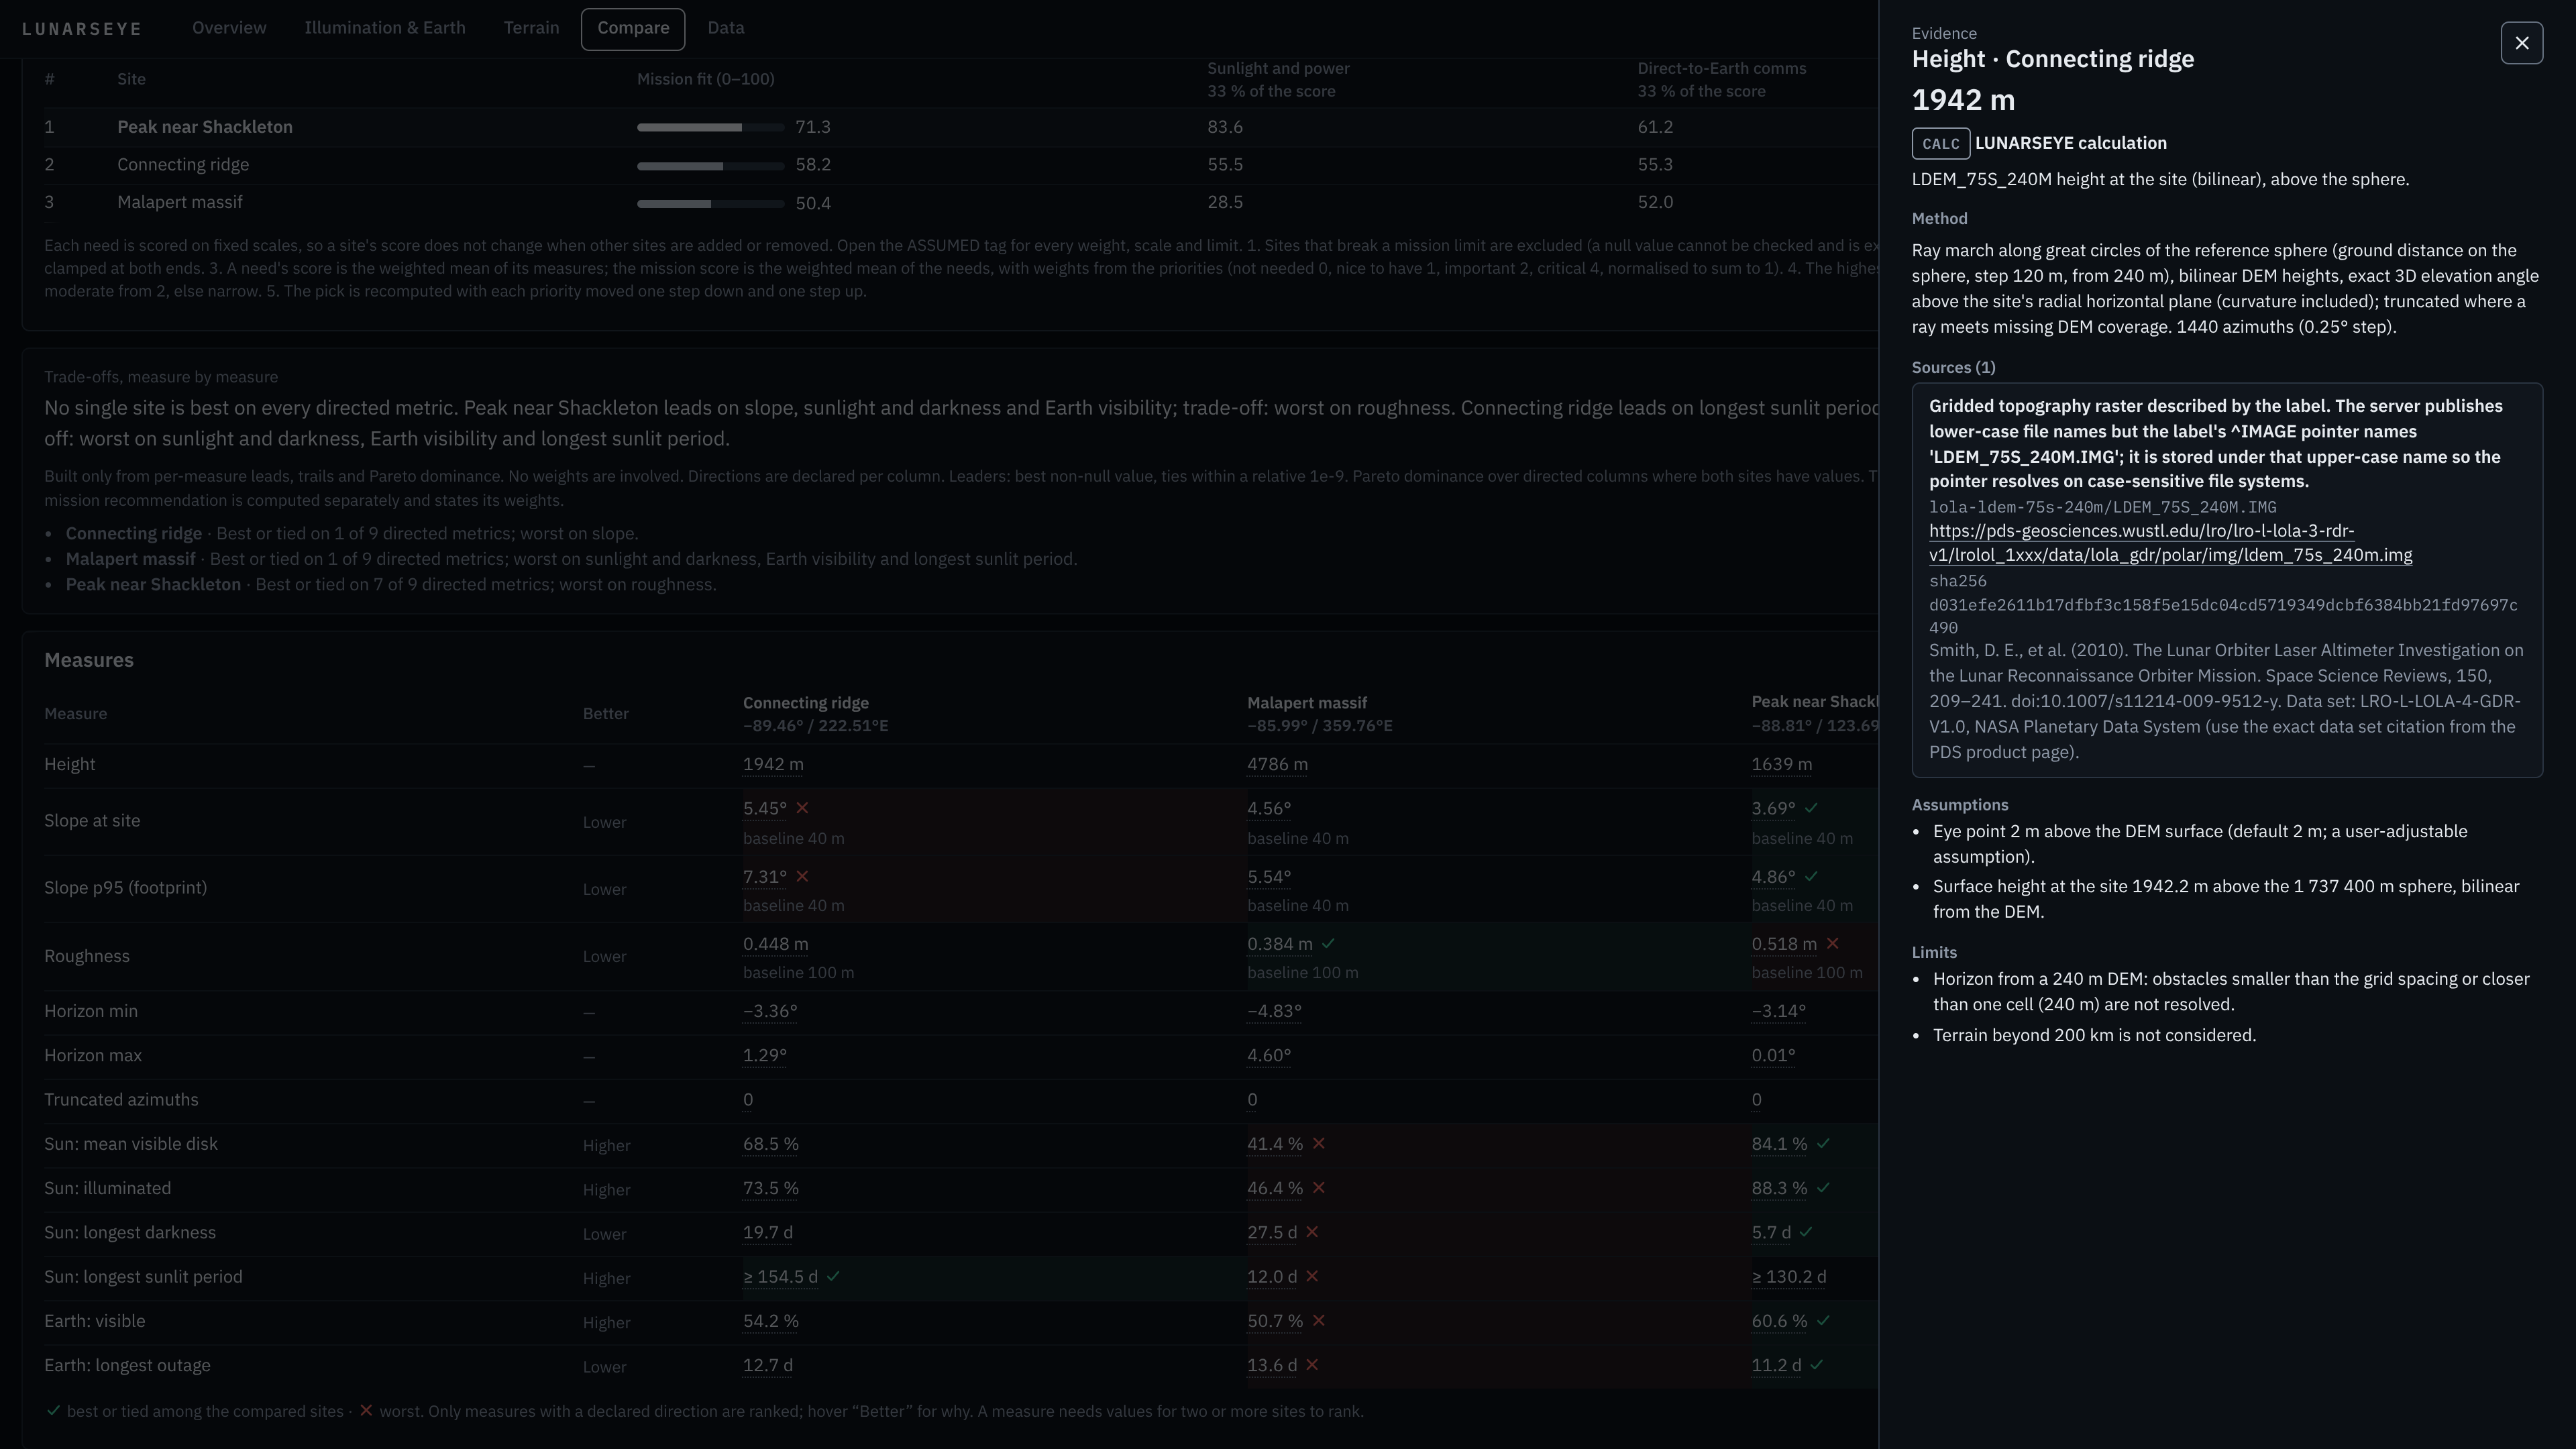 LUNARSEYE
Overview
Illumination & Earth
Terrain
Compare
Data
# Site Mission fit (0–100) Sunlight and power Direct-to-Earth comms
33 % of the score 33 % of the score
1 Peak near Shackleton 71.3 83.6 61.2
2 Connecting ridge 58.2 55.5 55.3
3 Malapert massif 50.4 28.5 52.0
Each need is scored on fixed scales, so a site's score does not change when other sites are added or removed. Open the ASSUMED tag for every weight, scale and limit. 1. Sites that break a mission limit are excluded (a null value cannot be checked and is ex
clamped at both ends. 3. A need's score is the weighted mean of its measures; the mission score is the weighted mean of the needs, with weights from the priorities (not needed 0, nice to have 1, important 2, critical 4, normalised to sum to 1). 4. The highes
moderate from 2, else narrow. 5. The pick is recomputed with each priority moved one step down and one step up.
Trade-offs, measure by measure
No single site is best on every directed metric. Peak near Shackleton leads on slope, sunlight and darkness and Earth visibility; trade-off: worst on roughness. Connecting ridge leads on longest sunlit period
off: worst on sunlight and darkness, Earth visibility and longest sunlit period.
Built only from per-measure leads, trails and Pareto dominance. No weights are involved. Directions are declared per column. Leaders: best non-null value, ties within a relative 1e-9. Pareto dominance over directed columns where both sites have values. T
mission recommendation is computed separately and states its weights.
• Connecting ridge · Best or tied on 1 of 9 directed metrics; worst on slope.
• Malapert massif · Best or tied on 1 of 9 directed metrics; worst on sunlight and darkness, Earth visibility and longest sunlit period.
• Peak near Shackleton · Best or tied on 7 of 9 directed metrics; worst on roughness.
Measures
Measure Better Connecting ridge Malapert massif Peak near Shackl
−89.46° / 222.51°E −85.99° / 359.76°E −88.81° / 123.69
Height — 1942 m 4786 m 1639 m
Slope at site Lower 5.45° ✕ 4.56° 3.69° ✓
baseline 40 m baseline 40 m baseline 40 m
Slope p95 (footprint) Lower 7.31° ✕ 5.54° 4.86° ✓
baseline 40 m baseline 40 m baseline 40 m
Roughness Lower 0.448 m 0.384 m ✓ 0.518 m ✕
baseline 100 m baseline 100 m baseline 100 m
Horizon min — −3.36° −4.83° −3.14°
Horizon max — 1.29° 4.60° 0.01°
Truncated azimuths — 0 0 0
Sun: mean visible disk Higher 68.5 % 41.4 % ✕ 84.1 % ✓
Sun: illuminated Higher 73.5 % 46.4 % ✕ 88.3 % ✓
Sun: longest darkness Lower 19.7 d 27.5 d ✕ 5.7 d ✓
Sun: longest sunlit period Higher ≥ 154.5 d ✓ 12.0 d ✕ ≥ 130.2 d
Earth: visible Higher 54.2 % 50.7 % ✕ 60.6 % ✓
Earth: longest outage Lower 12.7 d 13.6 d ✕ 11.2 d ✓
✓ best or tied among the compared sites · ✕ worst. Only measures with a declared direction are ranked; hover “Better” for why. A measure needs values for two or more sites to rank.
Evidence
Height · Connecting ridge
✕
1942 m
CALC LUNARSEYE calculation
LDEM_75S_240M height at the site (bilinear), above the sphere.
Method
Ray march along great circles of the reference sphere (ground distance on the
sphere, step 120 m, from 240 m), bilinear DEM heights, exact 3D elevation angle
above the site's radial horizontal plane (curvature included); truncated where a
ray meets missing DEM coverage. 1440 azimuths (0.25° step).
Sources (1)
Gridded topography raster described by the label. The server publishes
lower-case file names but the label's ^IMAGE pointer names
'LDEM_75S_240M.IMG'; it is stored under that upper-case name so the
pointer resolves on case-sensitive file systems.
lola-ldem-75s-240m/LDEM_75S_240M.IMG
https://pds-geosciences.wustl.edu/lro/lro-l-lola-3-rdr-
v1/lrolol_1xxx/data/lola_gdr/polar/img/ldem_75s_240m.img
sha256
d031efe2611b17dfbf3c158f5e15dc04cd5719349dcbf6384bb21fd97697c
490
Smith, D. E., et al. (2010). The Lunar Orbiter Laser Altimeter Investigation on
the Lunar Reconnaissance Orbiter Mission. Space Science Reviews, 150,
209–241. doi:10.1007/s11214-009-9512-y. Data set: LRO-L-LOLA-4-GDR-
V1.0, NASA Planetary Data System (use the exact data set citation from the
PDS product page).
Assumptions
• Eye point 2 m above the DEM surface (default 2 m; a user-adjustable
assumption).
• Surface height at the site 1942.2 m above the 1 737 400 m sphere, bilinear
from the DEM.
Limits
• Horizon from a 240 m DEM: obstacles smaller than the grid spacing or closer
than one cell (240 m) are not resolved.
• Terrain beyond 200 km is not considered.